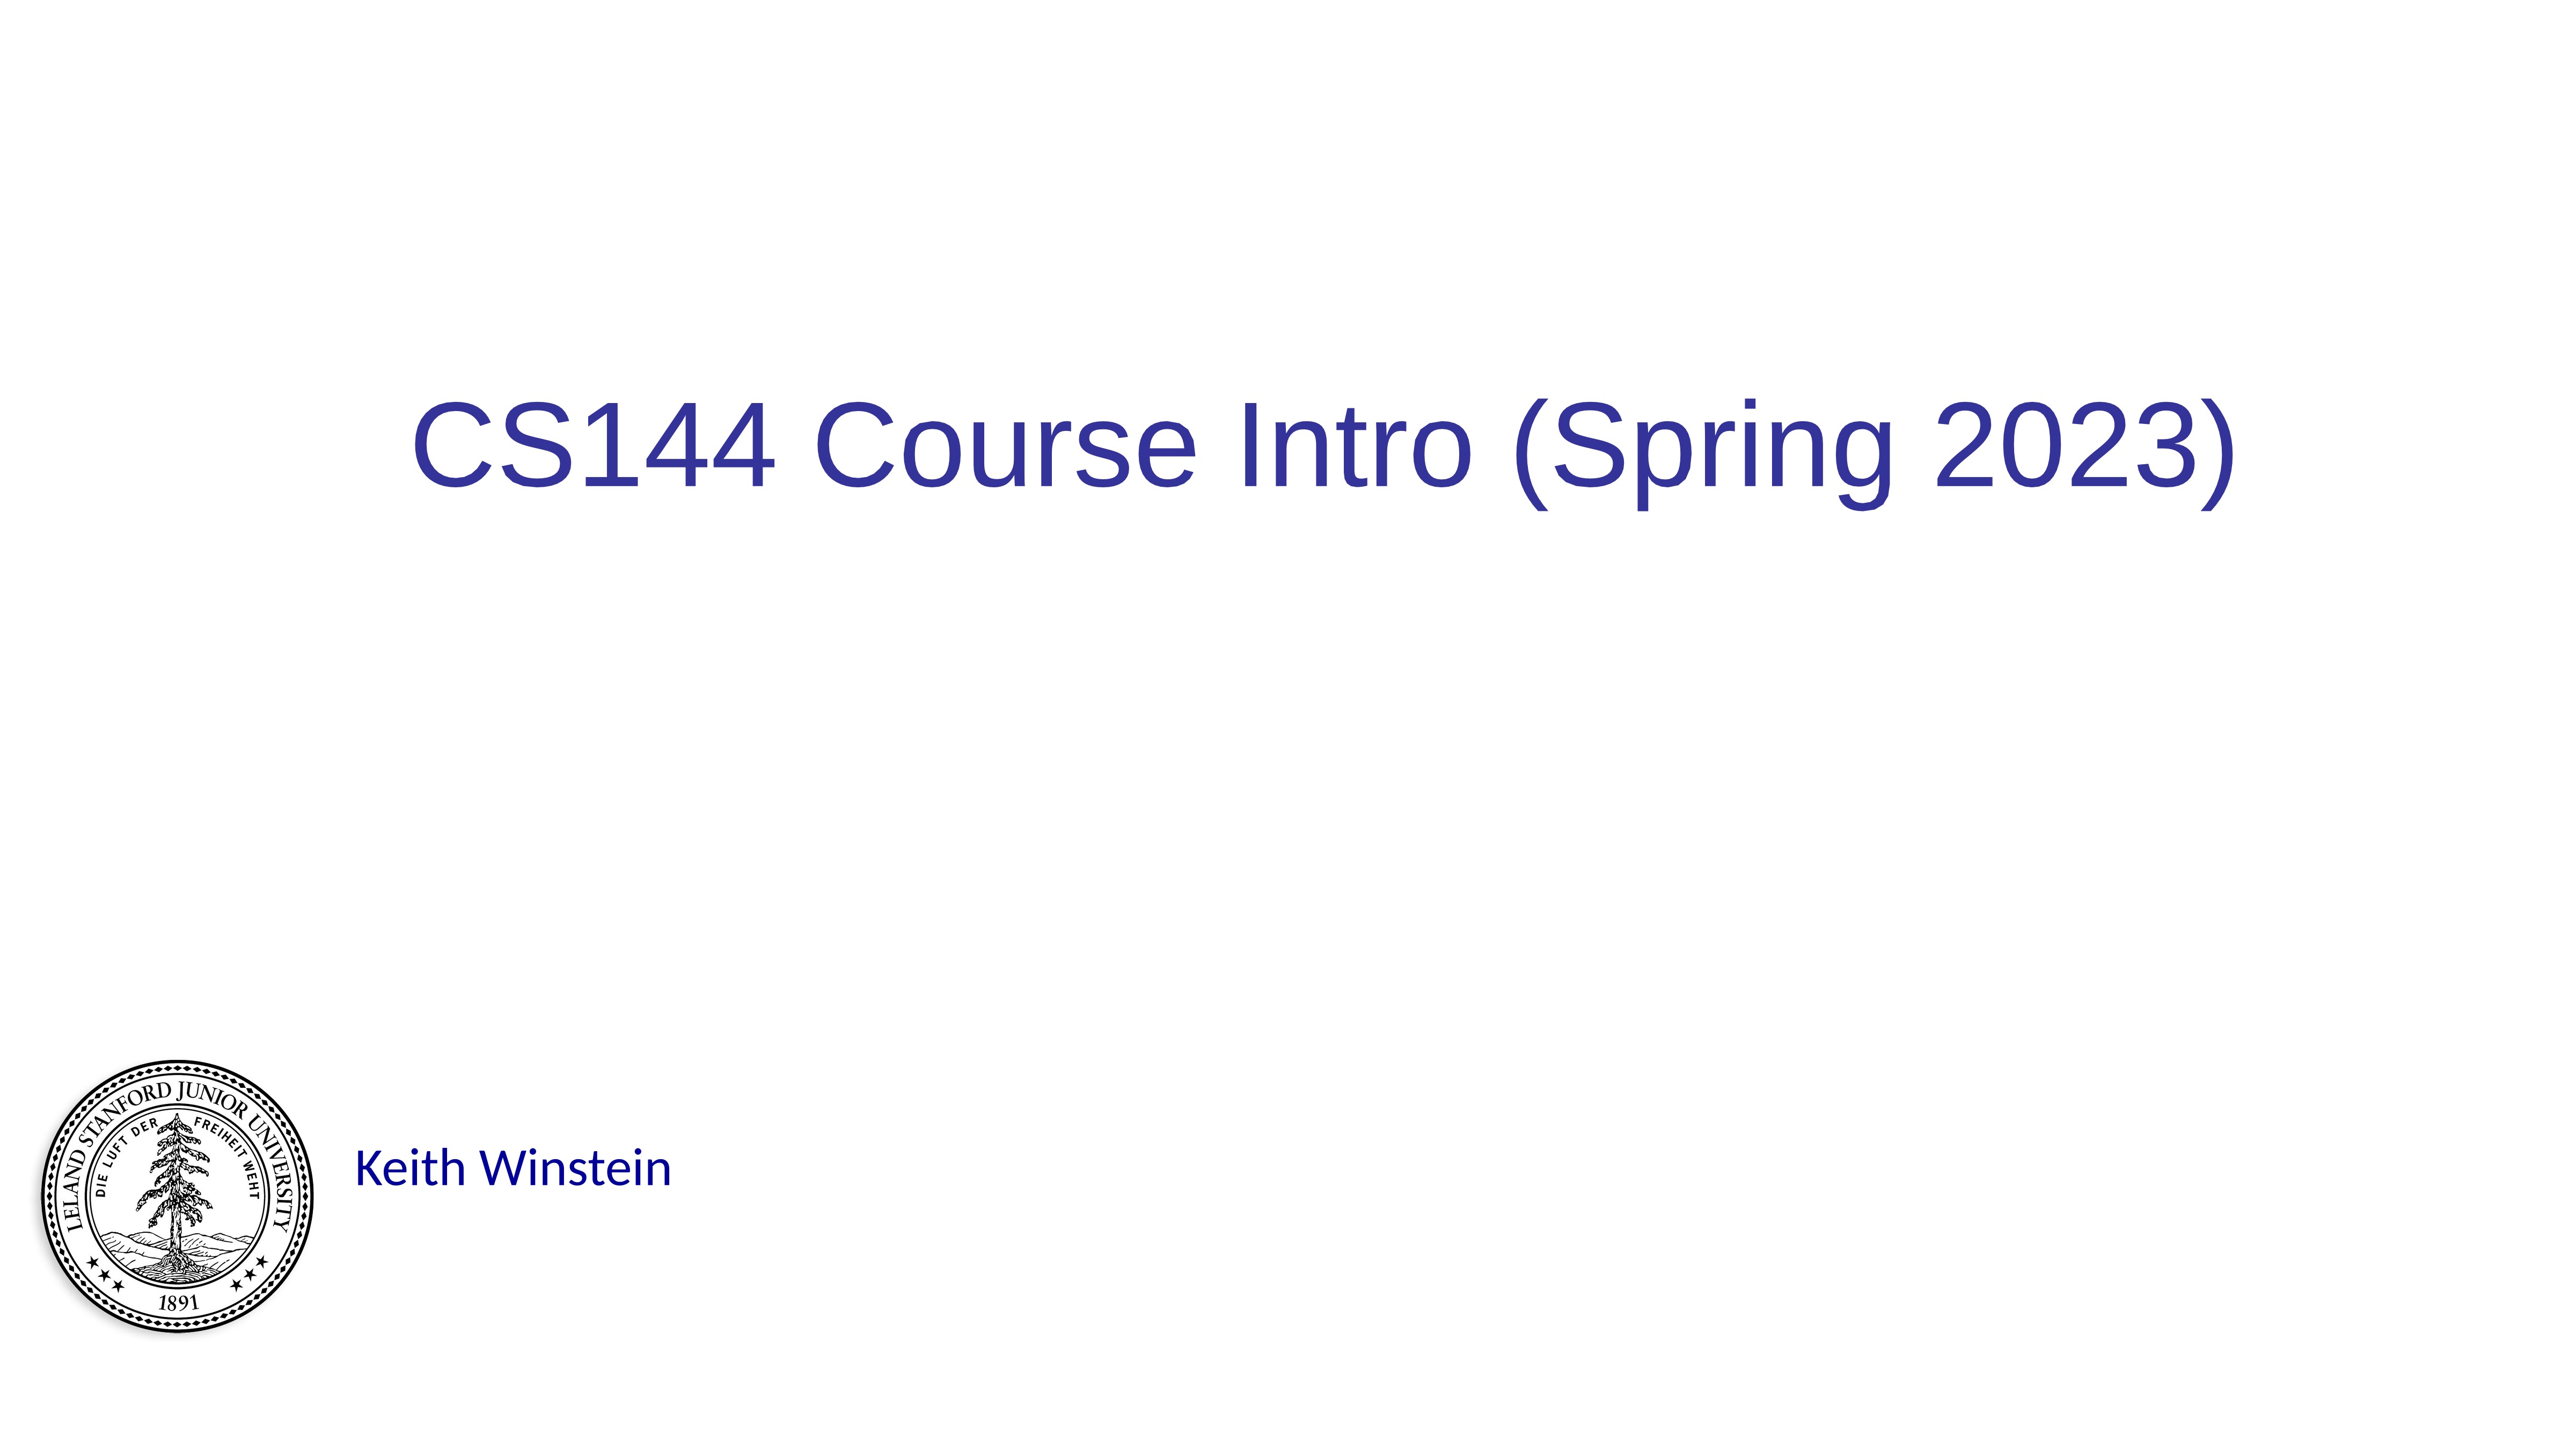 CS144 Course Intro (Spring 2023)
LELAND STANFORD JUNIOR UNIVERSITY
DIE LUFT DER FREIHEIT WEHT
1891
Keith Winstein